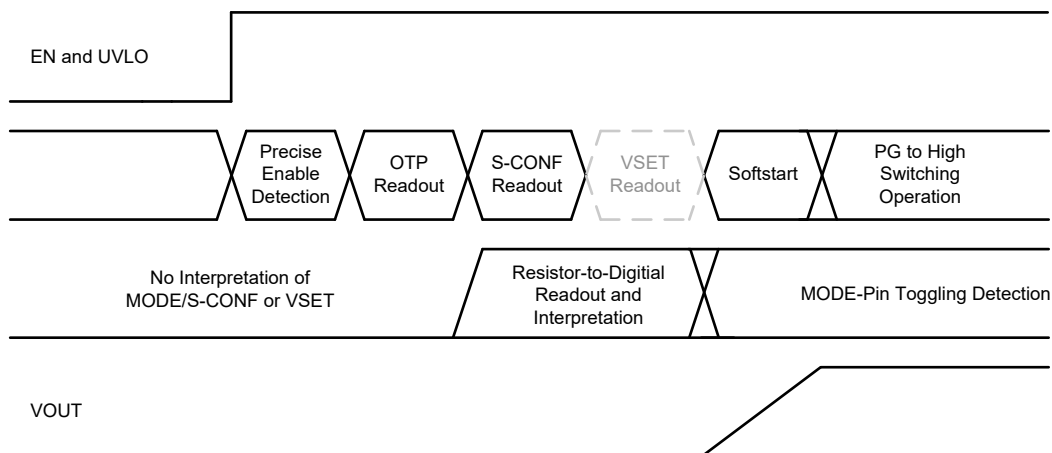 EN and UVLO
Precise
Enable
Detection
OTP
Readout
S-CONF
Readout
VSET
Readout
Softstart
PG to High
Switching
Operation
No Interpretation of
MODE/S-CONF or VSET
Resistor-to-Digitial
Readout and
Interpretation
MODE-Pin Toggling Detection
VOUT